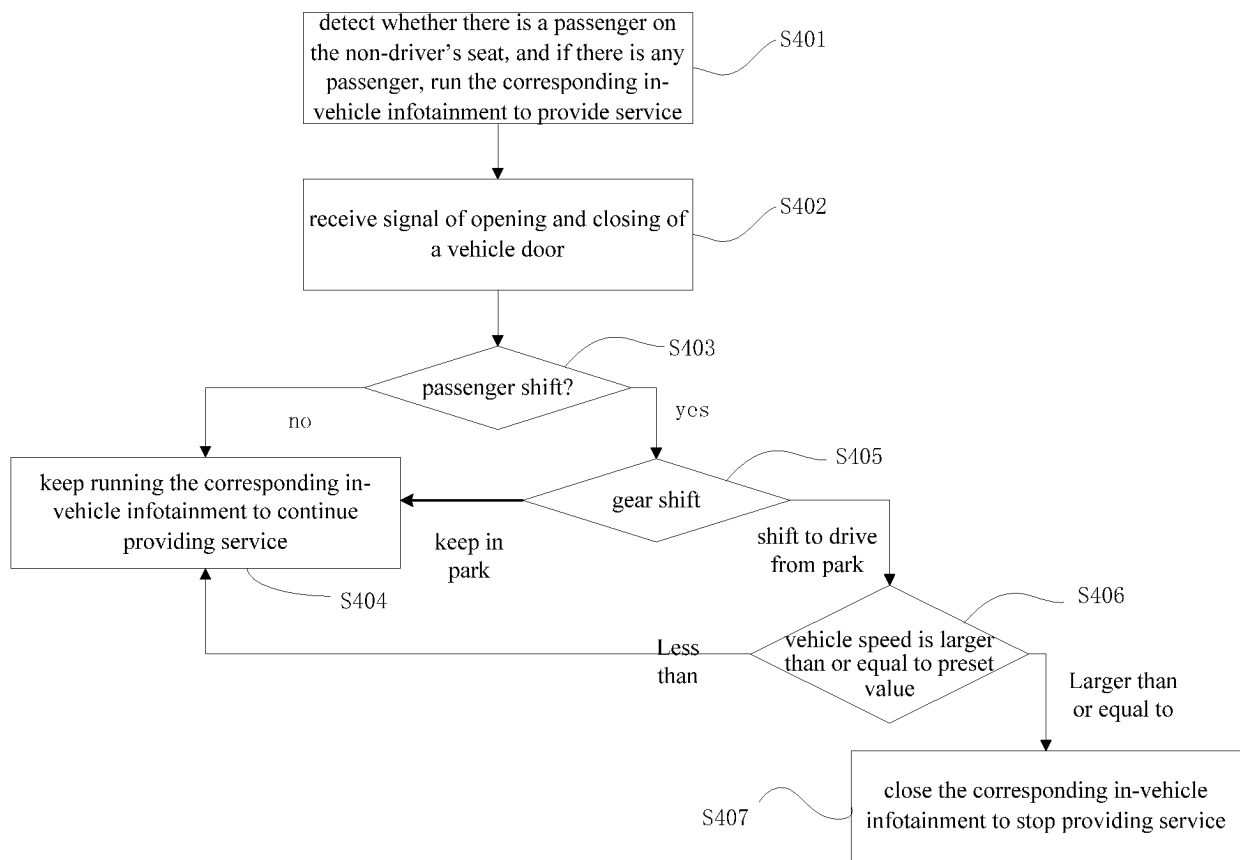 detect whether there is a passenger on
the non-driver's seat, and if there is any
passenger, run the corresponding in-
vehicle infotainment to provide service
S401
receive signal of opening and closing of
a vehicle door
S402
passenger shift?
S403
no
yes
keep running the corresponding in-
vehicle infotainment to continue
providing service
S404
gear shift
S405
keep in
park
shift to drive
from park
vehicle speed is larger
than or equal to preset
value
S406
Less
than
Larger than
or equal to
close the corresponding in-vehicle
infotainment to stop providing service
S407